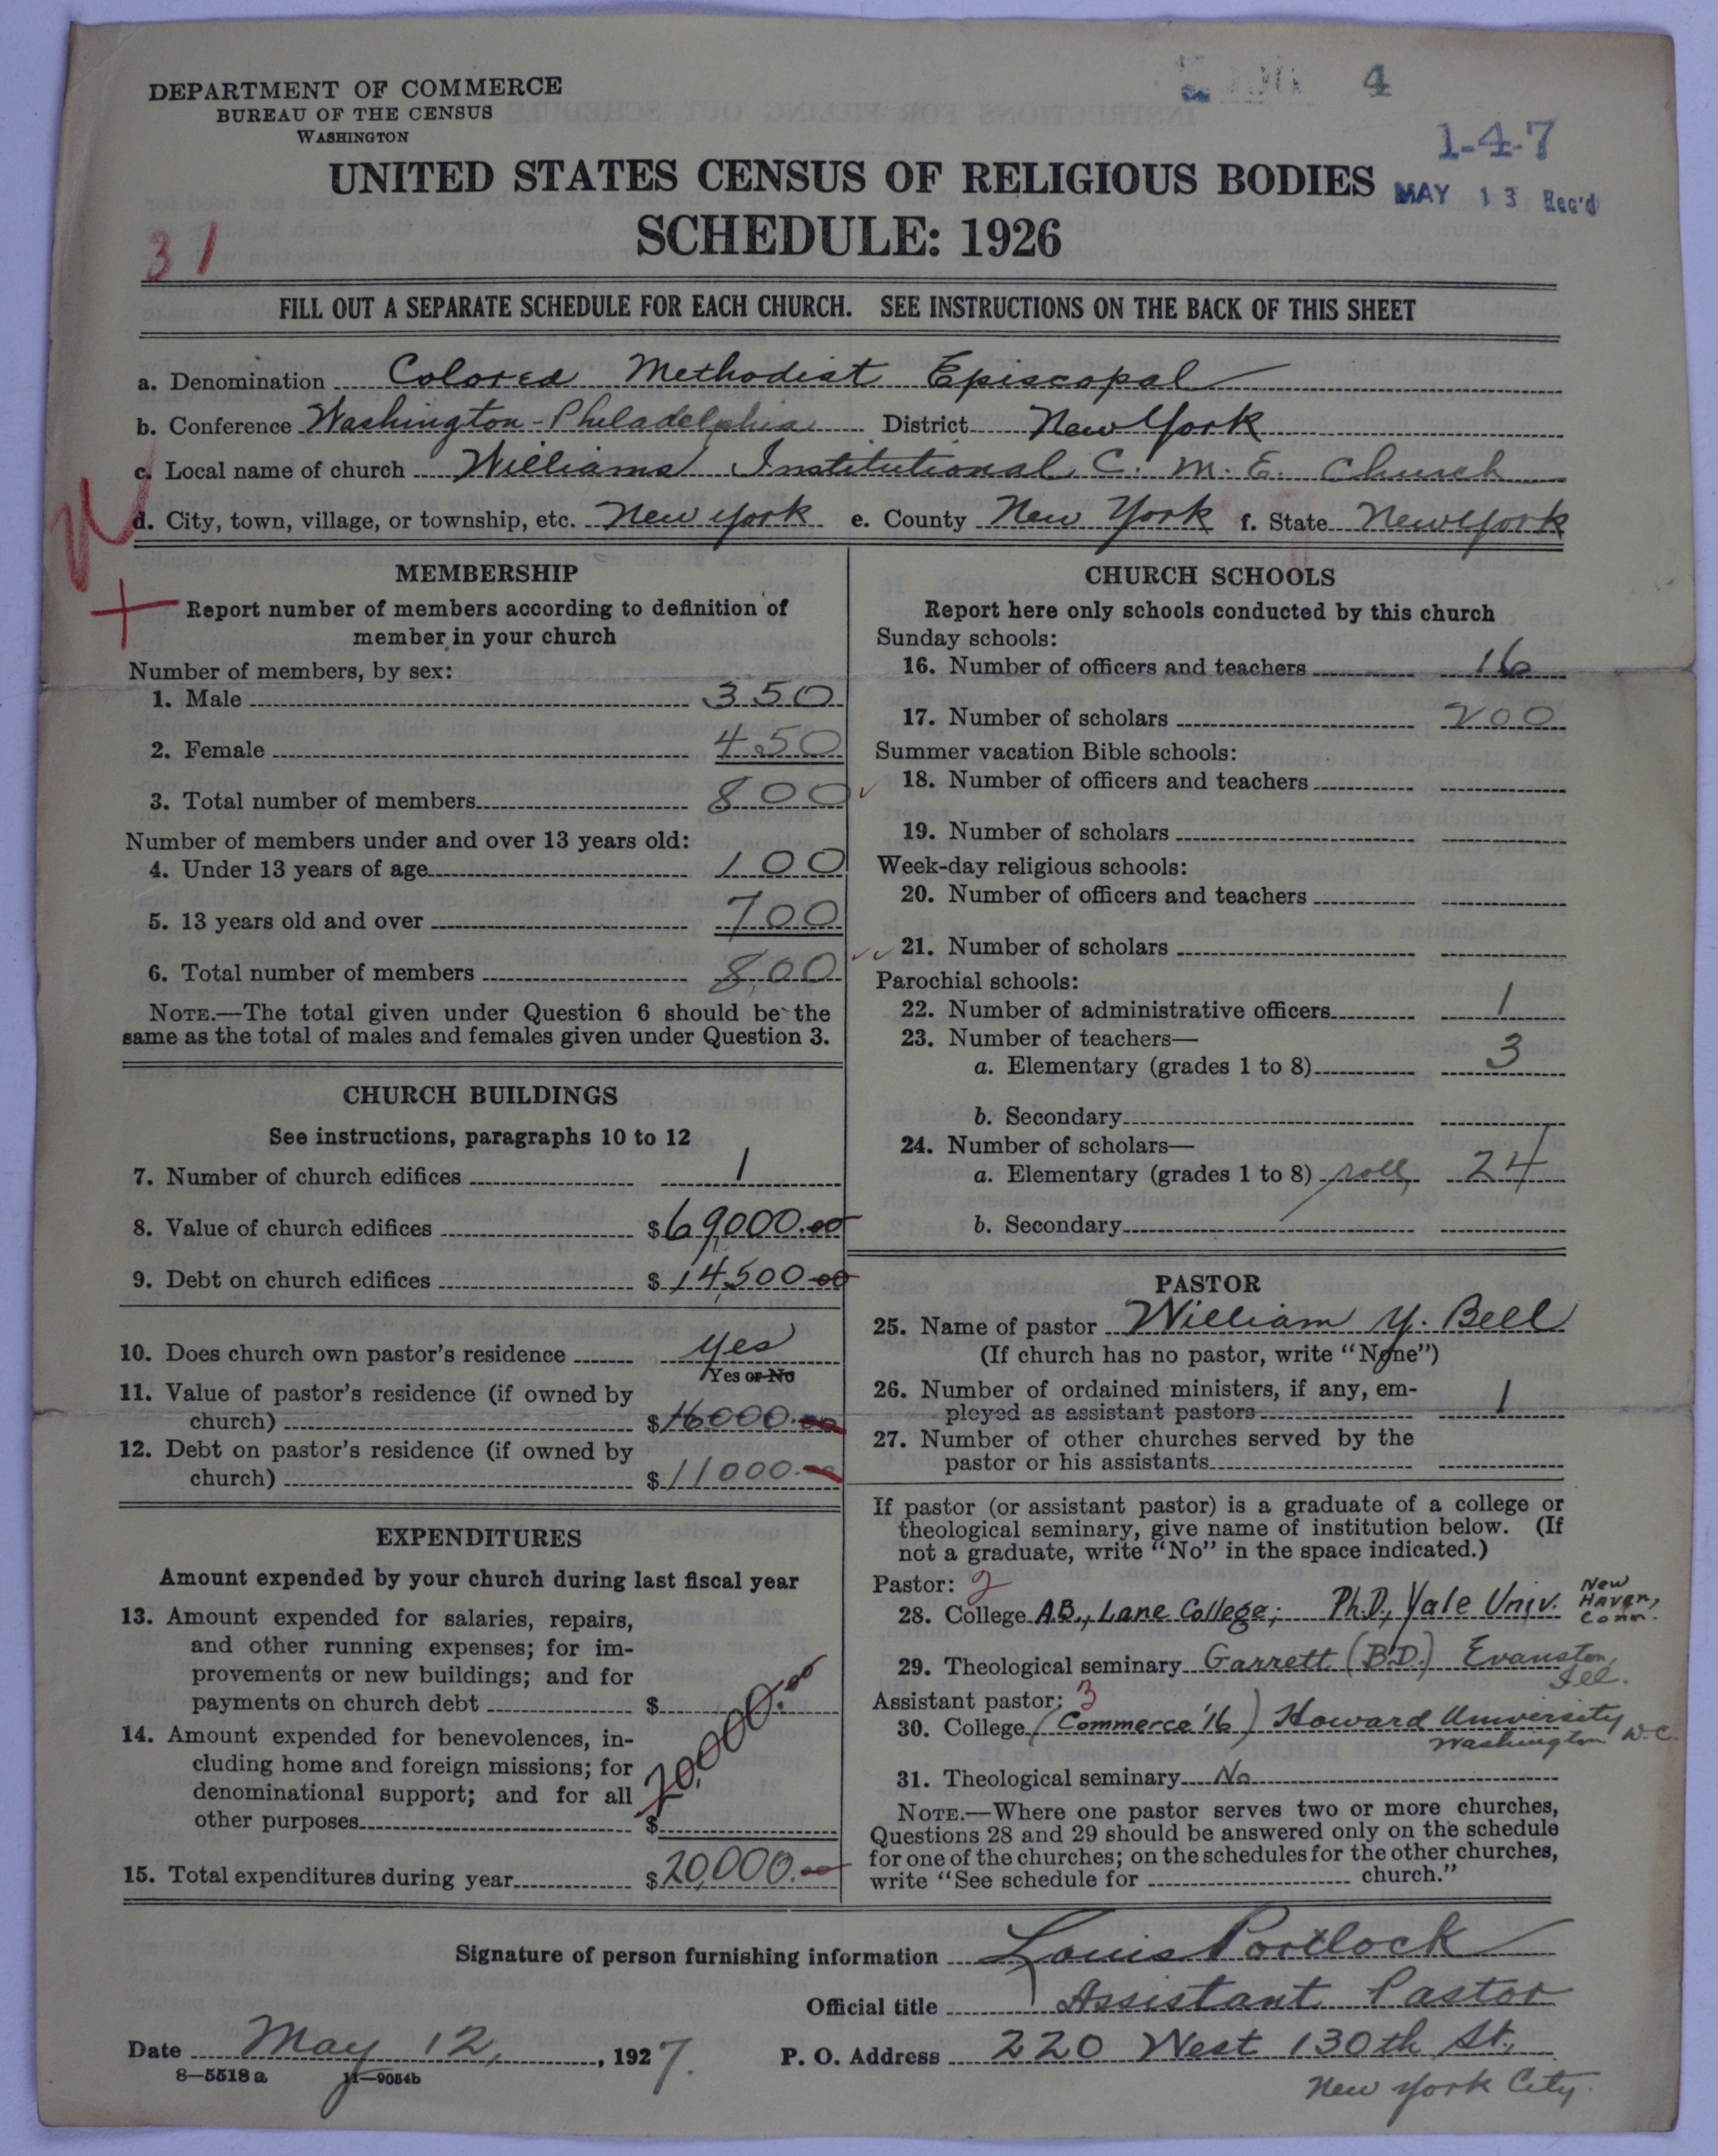 DEPARTMENT OF COMMERCE
BUREAU OF THE CENSUS
WASHINGTON
4
1-4-7
MAY 13 Rec'd
UNITED STATES CENSUS OF RELIGIOUS BODIES
SCHEDULE: 1926
31
FILL OUT A SEPARATE SCHEDULE FOR EACH CHURCH. SEE INSTRUCTIONS ON THE BACK OF THIS SHEET
a. Denomination Colored Methodist Episcopal
b. Conference Washington-Philadelphia District New York
c. Local name of church Williams Institutional C. M. E. Church
d. City, town, village, or township, etc. New York e. County New York f. State New York
MEMBERSHIP
Report number of members according to definition of
member in your church
Number of members, by sex:
1. Male 350
2. Female 450
3. Total number of members 800
Number of members under and over 13 years old:
4. Under 13 years of age 100
5. 13 years old and over 700
6. Total number of members 800
NOTE.—The total given under Question 6 should be the
same as the total of males and females given under Question 3.
CHURCH BUILDINGS
See instructions, paragraphs 10 to 12
7. Number of church edifices 1
8. Value of church edifices $69,000.00
9. Debt on church edifices $14,500.00
10. Does church own pastor's residence yes
Yes or No
11. Value of pastor's residence (if owned by
church) $16000.00
12. Debt on pastor's residence (if owned by
church) $11000.00
EXPENDITURES
Amount expended by your church during last fiscal year
13. Amount expended for salaries, repairs,
and other running expenses; for im-
provements or new buildings; and for
payments on church debt $
14. Amount expended for benevolences, in-
cluding home and foreign missions; for
denominational support; and for all
other purposes $
20,000.00
15. Total expenditures during year $20,000.00
CHURCH SCHOOLS
Report here only schools conducted by this church
Sunday schools:
16. Number of officers and teachers 16
17. Number of scholars 200
Summer vacation Bible schools:
18. Number of officers and teachers
19. Number of scholars
Week-day religious schools:
20. Number of officers and teachers
21. Number of scholars
Parochial schools:
22. Number of administrative officers 1
23. Number of teachers—
a. Elementary (grades 1 to 8) 3
b. Secondary
24. Number of scholars—
a. Elementary (grades 1 to 8) roll 24
b. Secondary
PASTOR
25. Name of pastor William Y. Bell
(If church has no pastor, write "None")
26. Number of ordained ministers, if any, em-
ployed as assistant pastors 1
27. Number of other churches served by the
pastor or his assistants
If pastor (or assistant pastor) is a graduate of a college or
theological seminary, give name of institution below. (If
not a graduate, write "No" in the space indicated.)
Pastor: 2
28. College A.B., Lane College; Ph.D., Yale Univ. New Haven, Conn.
29. Theological seminary Garrett (B.D.) Evanston, Ill.
Assistant pastor: 3
30. College (Commerce '16) Howard University
Washington D.C.
31. Theological seminary No
NOTE.—Where one pastor serves two or more churches,
Questions 28 and 29 should be answered only on the schedule
for one of the churches; on the schedules for the other churches,
write "See schedule for church."
Signature of person furnishing information Louis Portlock
Official title Assistant Pastor
Date May 12, 1927. P. O. Address 220 West 130th St.,
8—5518a 11—9054b
New York City.